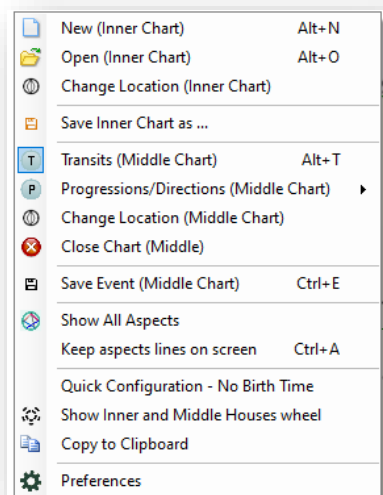 New (Inner Chart) Alt+N
Open (Inner Chart) Alt+O
Change Location (Inner Chart)
Save Inner Chart as ...
T Transits (Middle Chart) Alt+T
P Progressions/Directions (Middle Chart)
Change Location (Middle Chart)
Close Chart (Middle)
Save Event (Middle Chart) Ctrl+E
Show All Aspects
Keep aspects lines on screen Ctrl+A
Quick Configuration - No Birth Time
Show Inner and Middle Houses wheel
Copy to Clipboard
Preferences